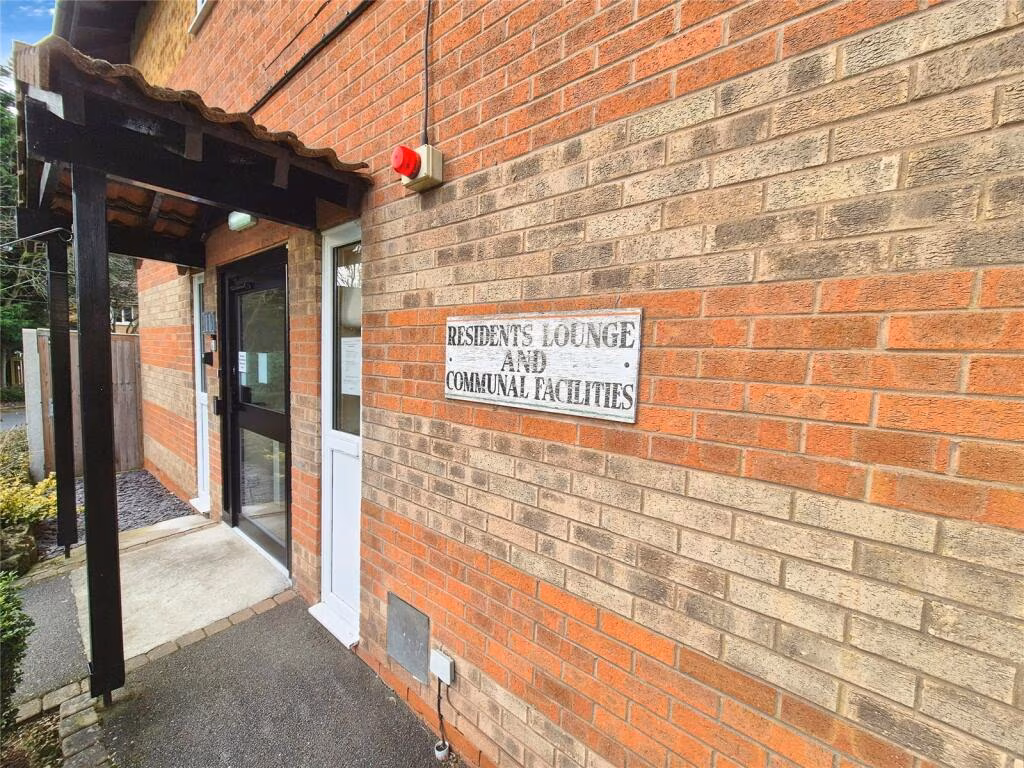 RESIDENTS LOUNGE
AND
COMMUNAL FACILITIES